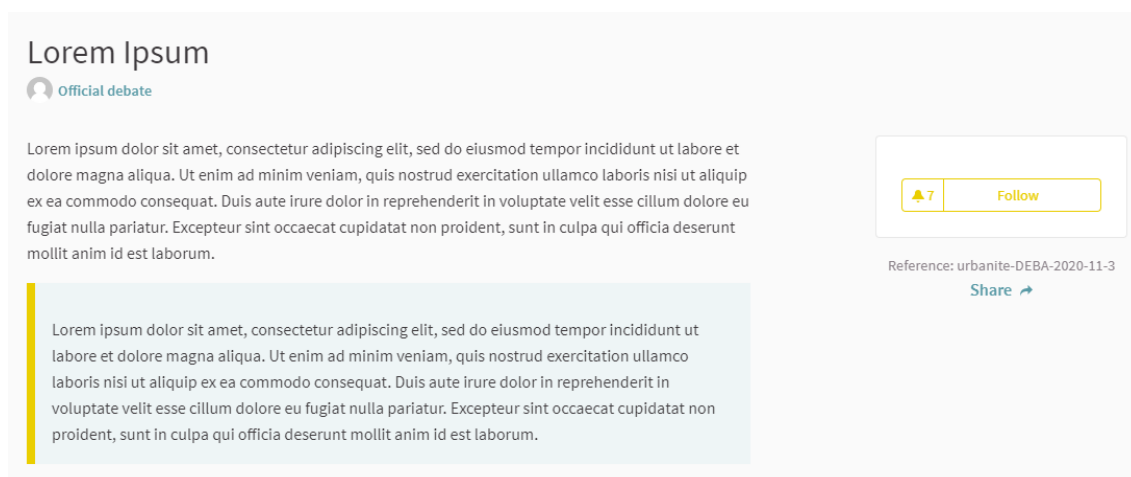 Lorem Ipsum
Official debate
Lorem ipsum dolor sit amet, consectetur adipiscing elit, sed do eiusmod tempor incididunt ut labore et
dolore magna aliqua. Ut enim ad minim veniam, quis nostrud exercitation ullamco laboris nisi ut aliquip
ex ea commodo consequat. Duis aute irure dolor in reprehenderit in voluptate velit esse cillum dolore eu
fugiat nulla pariatur. Excepteur sint occaecat cupidatat non proident, sunt in culpa qui officia deserunt
mollit anim id est laborum.
Lorem ipsum dolor sit amet, consectetur adipiscing elit, sed do eiusmod tempor incididunt ut
labore et dolore magna aliqua. Ut enim ad minim veniam, quis nostrud exercitation ullamco
laboris nisi ut aliquip ex ea commodo consequat. Duis aute irure dolor in reprehenderit in
voluptate velit esse cillum dolore eu fugiat nulla pariatur. Excepteur sint occaecat cupidatat non
proident, sunt in culpa qui officia deserunt mollit anim id est laborum.
7 Follow
Reference: urbanite-DEBA-2020-11-3
Share